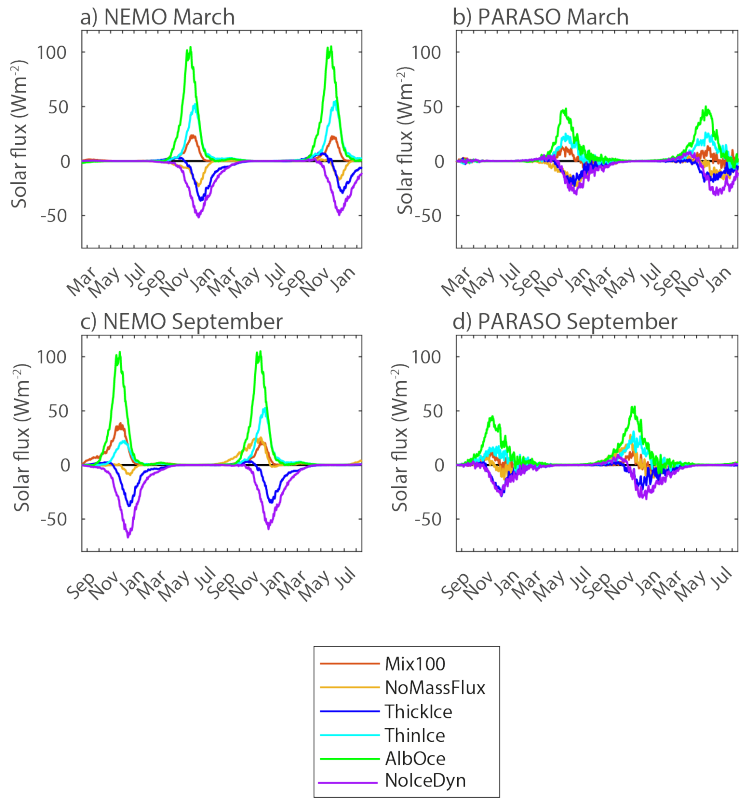 a) NEMO March
b) PARASO March
Solar flux (Wm-2)
100
50
0
-50
Mar May Jul Sep Nov Jan Mar May Jul Sep Nov Jan
Solar flux (Wm-2)
100
50
0
-50
Mar May Jul Sep Nov Jan Mar May Jul Sep Nov Jan
c) NEMO September
d) PARASO September
Solar flux (Wm-2)
100
50
0
-50
Sep Nov Jan Mar May Jul Sep Nov Jan Mar May Jul
Solar flux (Wm-2)
100
50
0
-50
Sep Nov Jan Mar May Jul Sep Nov Jan Mar May Jul
Mix100
NoMassFlux
ThickIce
ThinIce
AlbOce
NoIceDyn